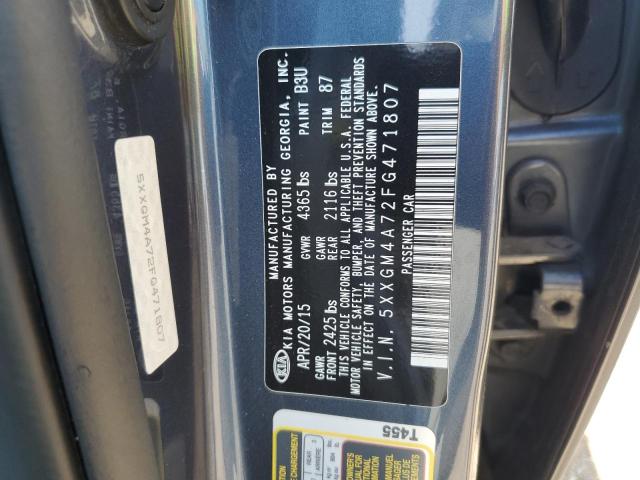 MANUFACTURED BY
KIA MOTORS MANUFACTURING GEORGIA, INC.
KIA
APR/20/15 GVWR 4365 lbs PAINT B3U
GAWR FRONT 2425 lbs GAWR REAR 2116 lbs TRIM 87
THIS VEHICLE CONFORMS TO ALL APPLICABLE U.S.A. FEDERAL
MOTOR VEHICLE SAFETY, BUMPER, AND THEFT PREVENTION STANDARDS
IN EFFECT ON THE DATE OF MANUFACTURE SHOWN ABOVE.
V.I.N. 5XXGM4A72FG471807
PASSENGER CAR
5XXGM4A72FG471807
T455
REAR